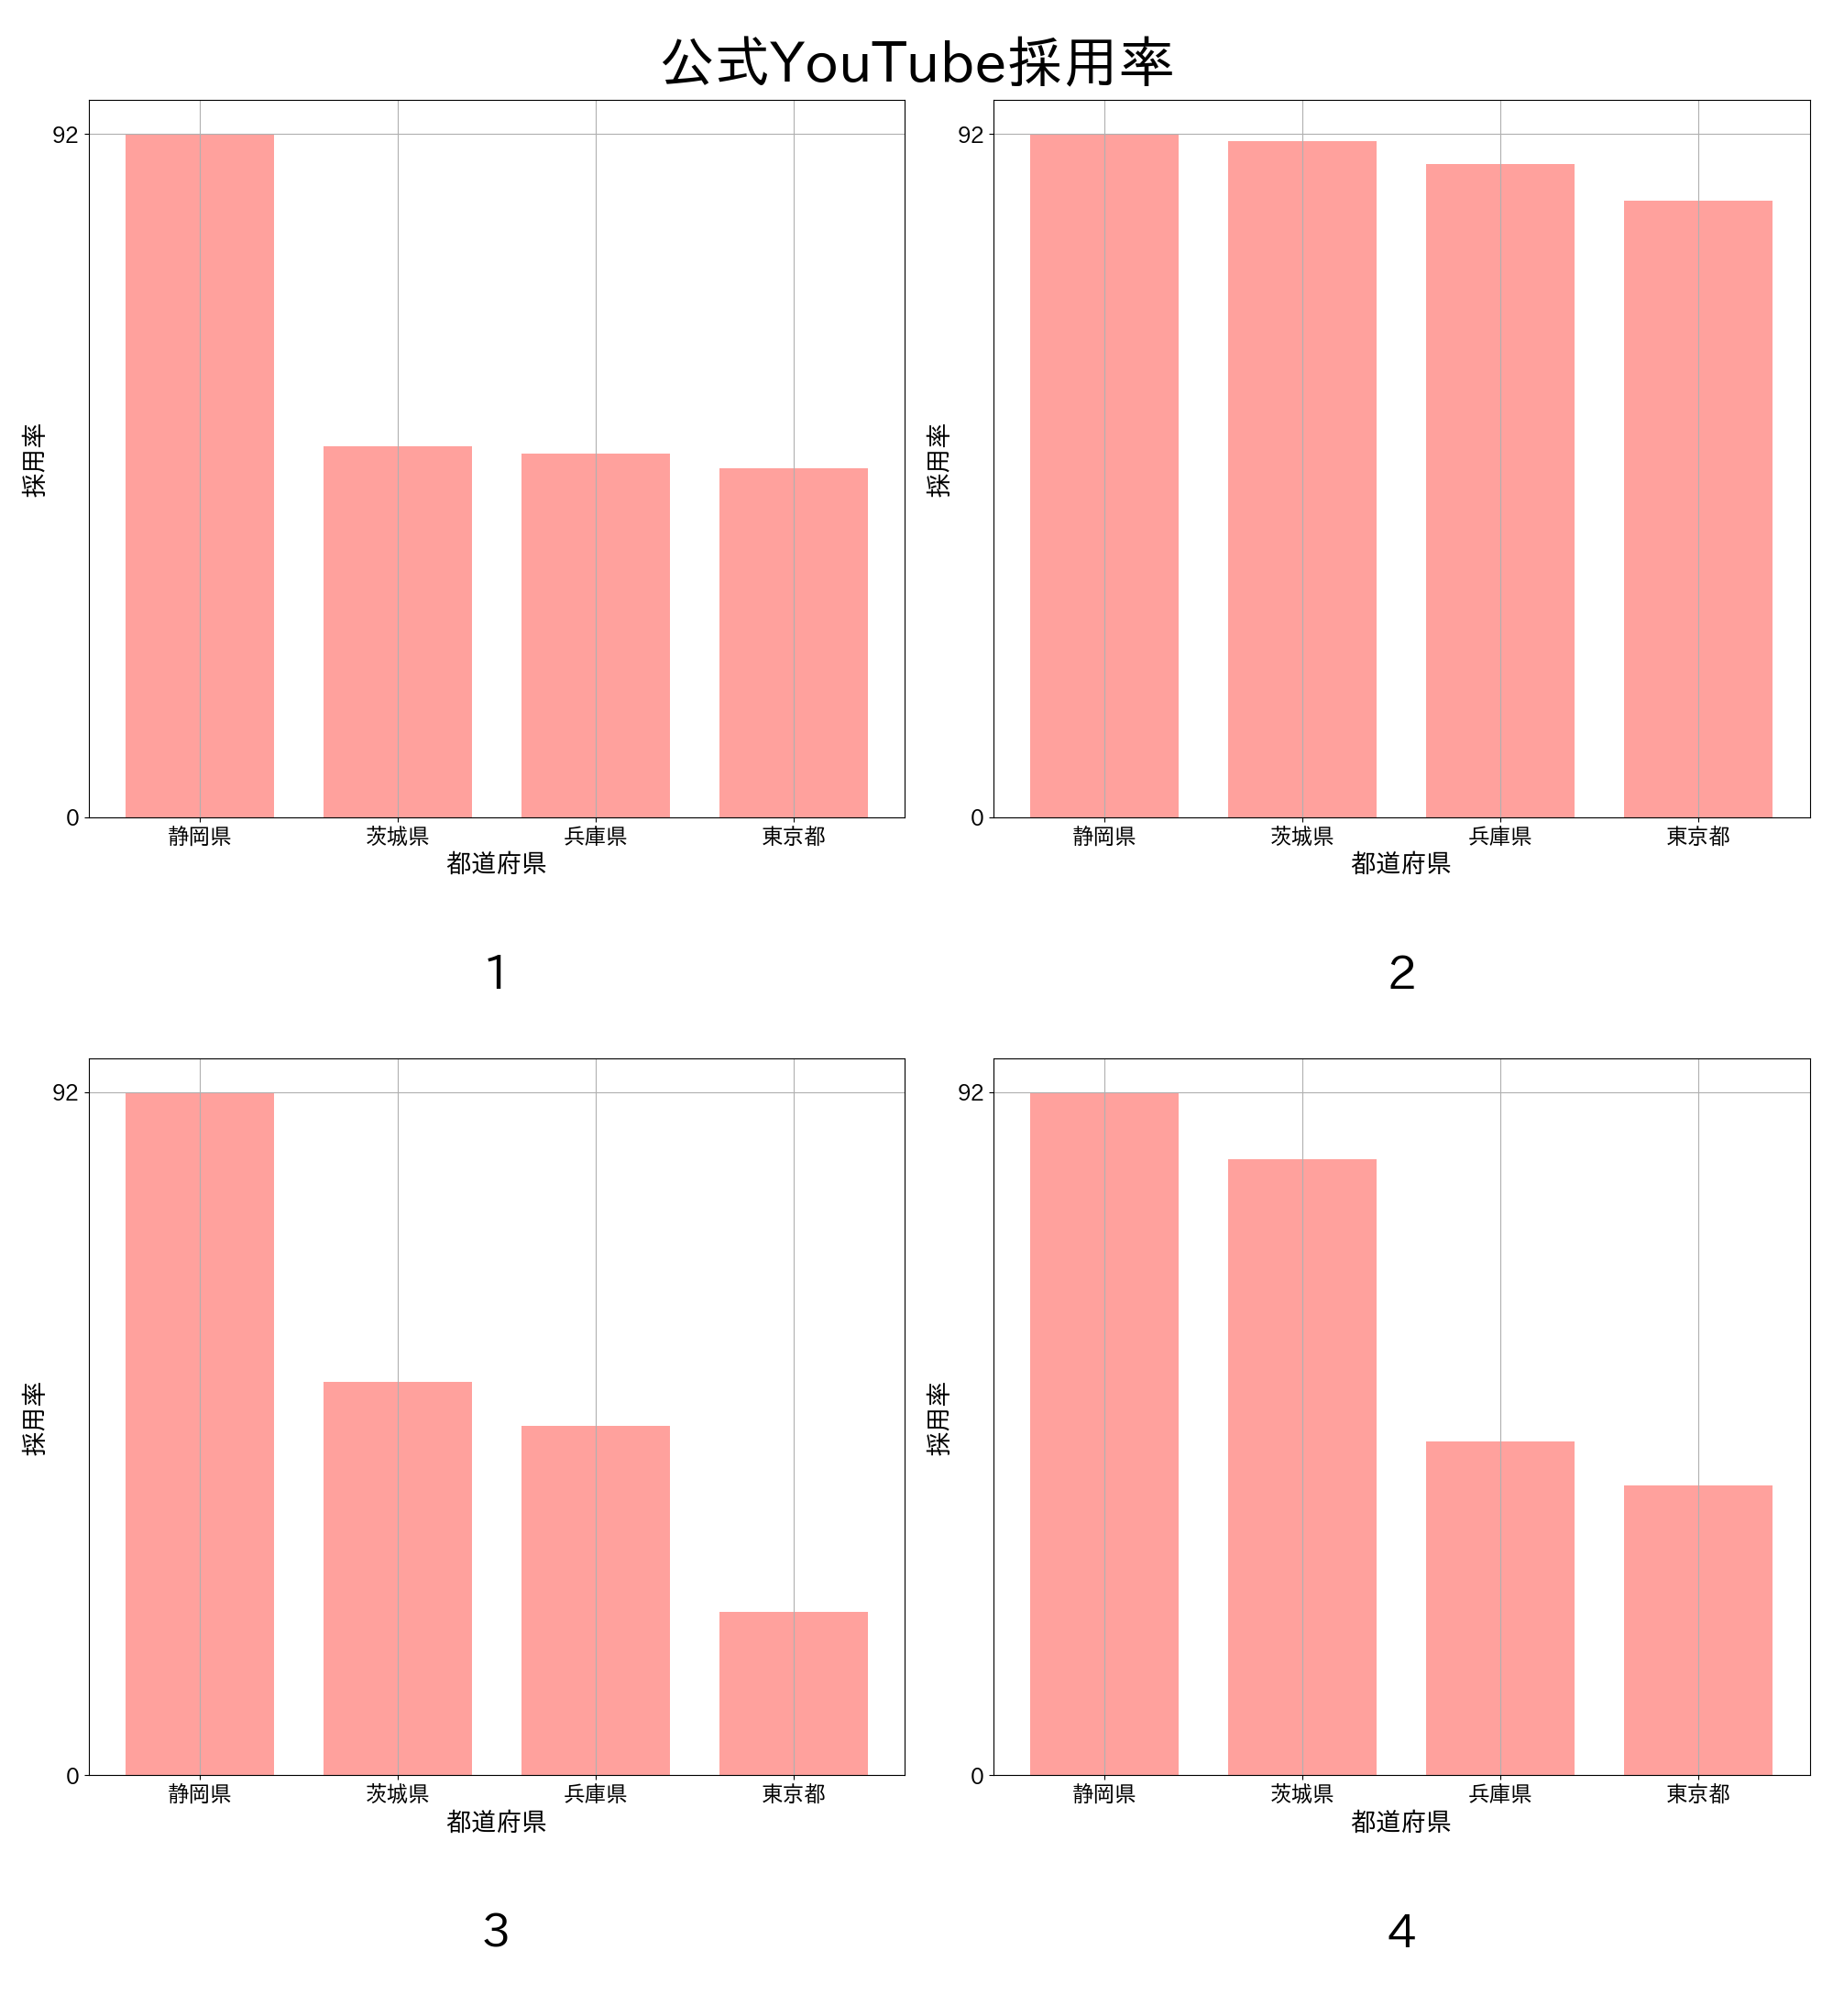 公式YouTube採用率
92
0
採用率
静岡県 茨城県 兵庫県 東京都
都道府県
1
92
0
採用率
静岡県 茨城県 兵庫県 東京都
都道府県
2
92
0
採用率
静岡県 茨城県 兵庫県 東京都
都道府県
3
92
0
採用率
静岡県 茨城県 兵庫県 東京都
都道府県
4